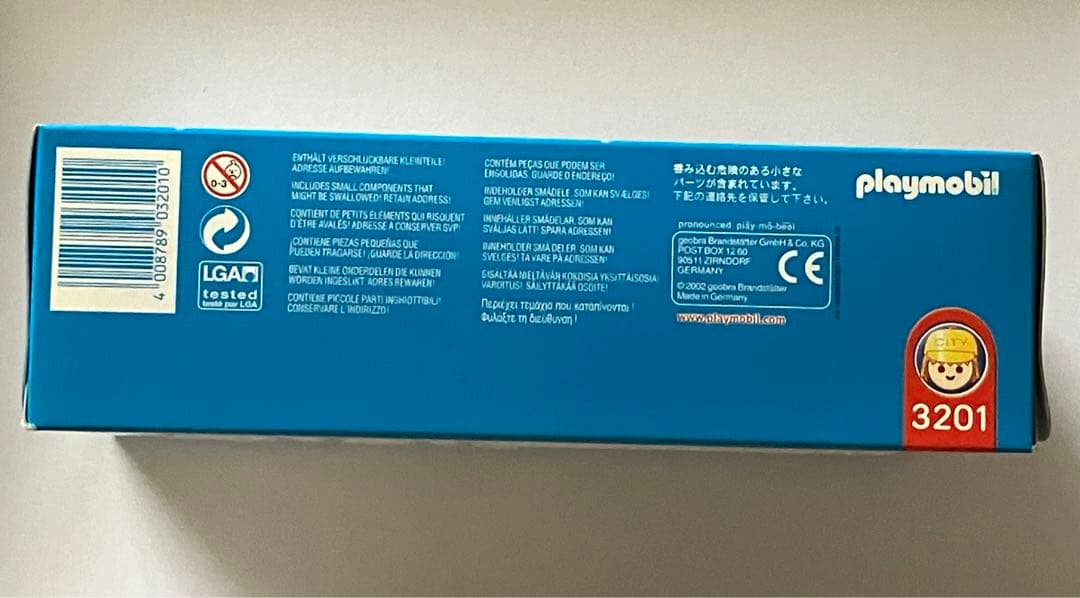 4 008789 032010
0-3
LGA
tested
testé par LGA
ENTHÄLT VERSCHLUCKBARE KLEINTEILE!
ADRESSE AUFBEWAHREN!
INCLUDES SMALL COMPONENTS THAT
MIGHT BE SWALLOWED! RETAIN ADDRESS!
CONTIENT DE PETITS ÉLÉMENTS QUI RISQUENT
D'ÊTRE AVALÉS! ADRESSE A CONSERVER SVP!
¡CONTIENE PIEZAS PEQUEÑAS QUE
PUEDEN TRAGARSE! ¡GUARDE LA DIRECCIÓN!
BEVAT KLEINE ONDERDELEN DIE KUNNEN
WORDEN INGESLIKT. ADRES BEWAREN!
CONTIENE PICCOLE PARTI INGHIOTTIBILI!
CONSERVARE L'INDIRIZZO!
CONTÉM PEÇAS QUE PODEM SER
ENGOLIDAS. GUARDE O ENDEREÇO!
INDEHOLDER SMÅDELE, SOM KAN SVÆLGES!
GEM VENLIGST ADRESSEN!
INNEHÅLLER SMÅDELAR, SOM KAN
SVÄLJAS LÄTT! SPARA ADRESSEN!
INNEHOLDER SMÅ DELER, SOM KAN
SVELGES! TA VARE PÅ ADRESSEN!
SISÄLTÄÄ NIELTÄVÄN KOKOISIA YKSITTÄISOSIA!
VAROITUS! SÄILYTTÄKÄÄ OSOITE!
Περιέχει τεμάχια που καταπίνονται!
Φυλάξτε τη διεύθυνση!
呑み込む危険のある小さな
パーツが含まれています。
下記の連絡先を保管して下さい。
pronounced: play-mō-beel
geobra Brandstätter GmbH & Co. KG
POST BOX 12 60
90511 ZIRNDORF
GERMANY
CE
© 2002 geobra Brandstätter
Made in Germany
www.playmobil.com
playmobil
CITY
3201